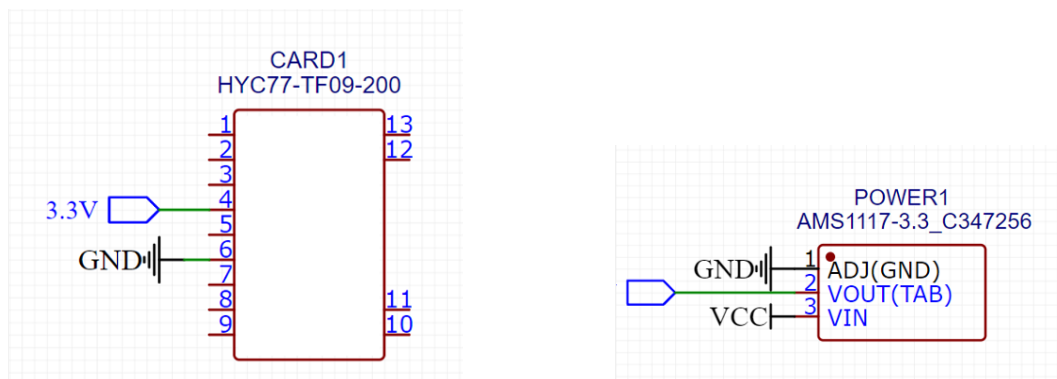 CARD1
HYC77-TF09-200
1 13
2 12
3
3.3V 4
5
GND 6
7
8 11
9 10
POWER1
AMS1117-3.3_C347256
GND 1 ADJ(GND)
2 VOUT(TAB)
VCC 3 VIN